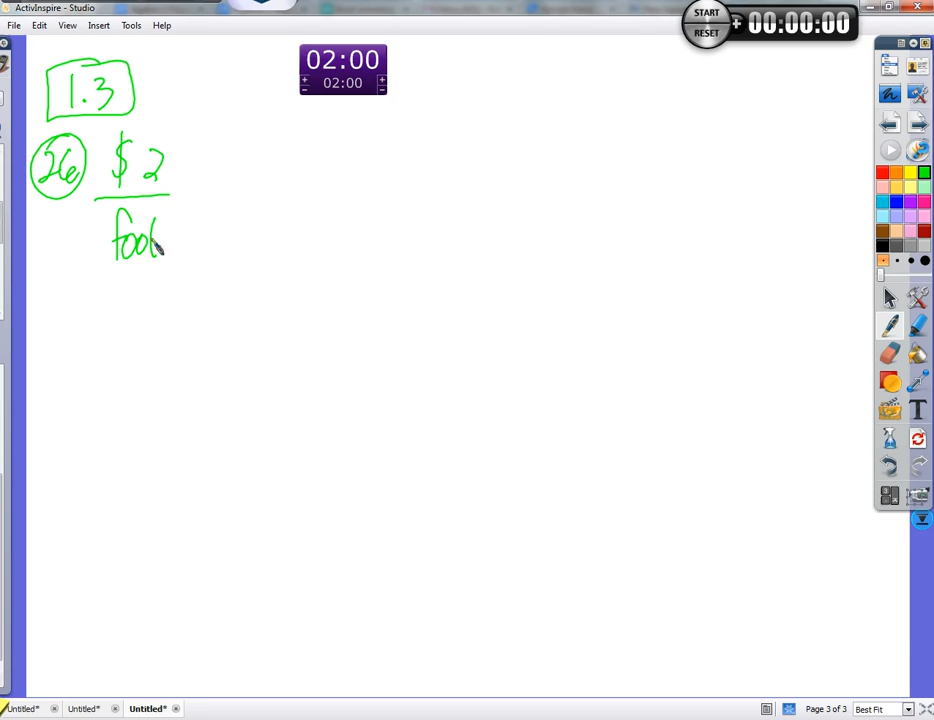 ActivInspire - Studio
START
RESET
00:00:00
File Edit View Insert Tools Help
02:00
02:00
1.3
26 $ 2
foot
T
Untitled* Untitled* Untitled*
Page 3 of 3 Best Fit